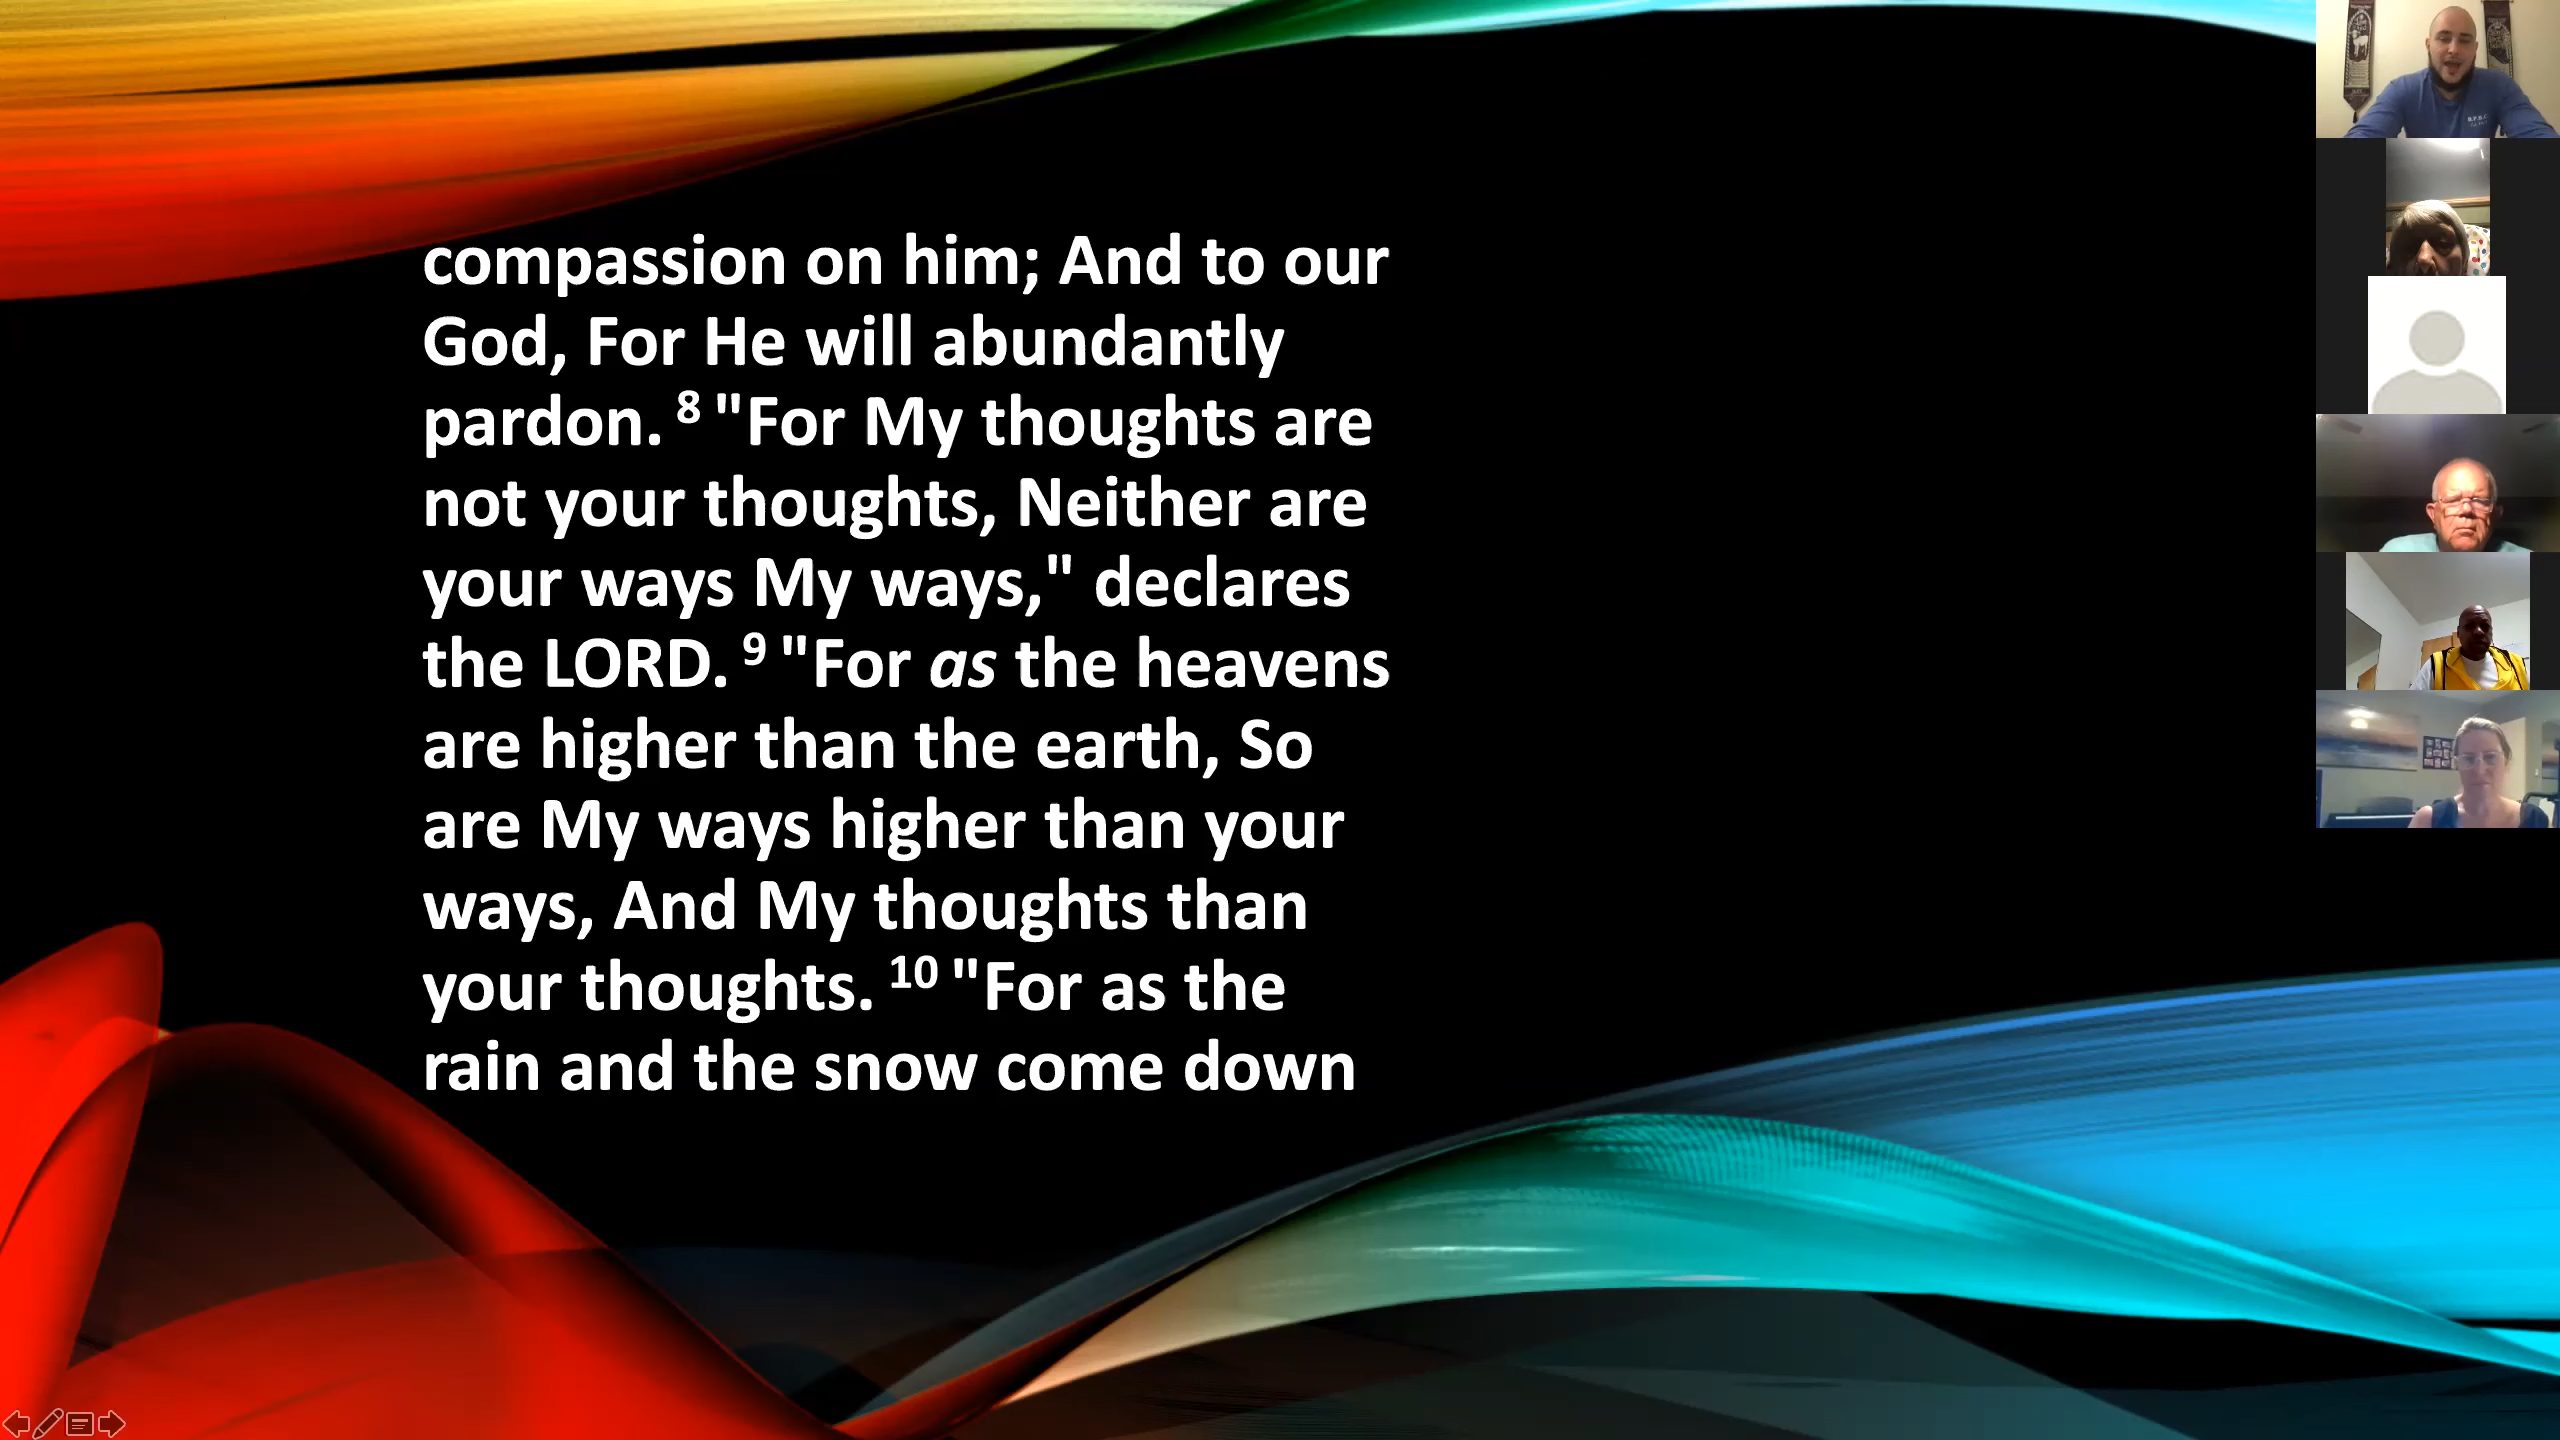 compassion on him; And to our
God, For He will abundantly
pardon. 8 "For My thoughts are
not your thoughts, Neither are
your ways My ways," declares
the LORD. 9 "For as the heavens
are higher than the earth, So
are My ways higher than your
ways, And My thoughts than
your thoughts. 10 "For as the
rain and the snow come down